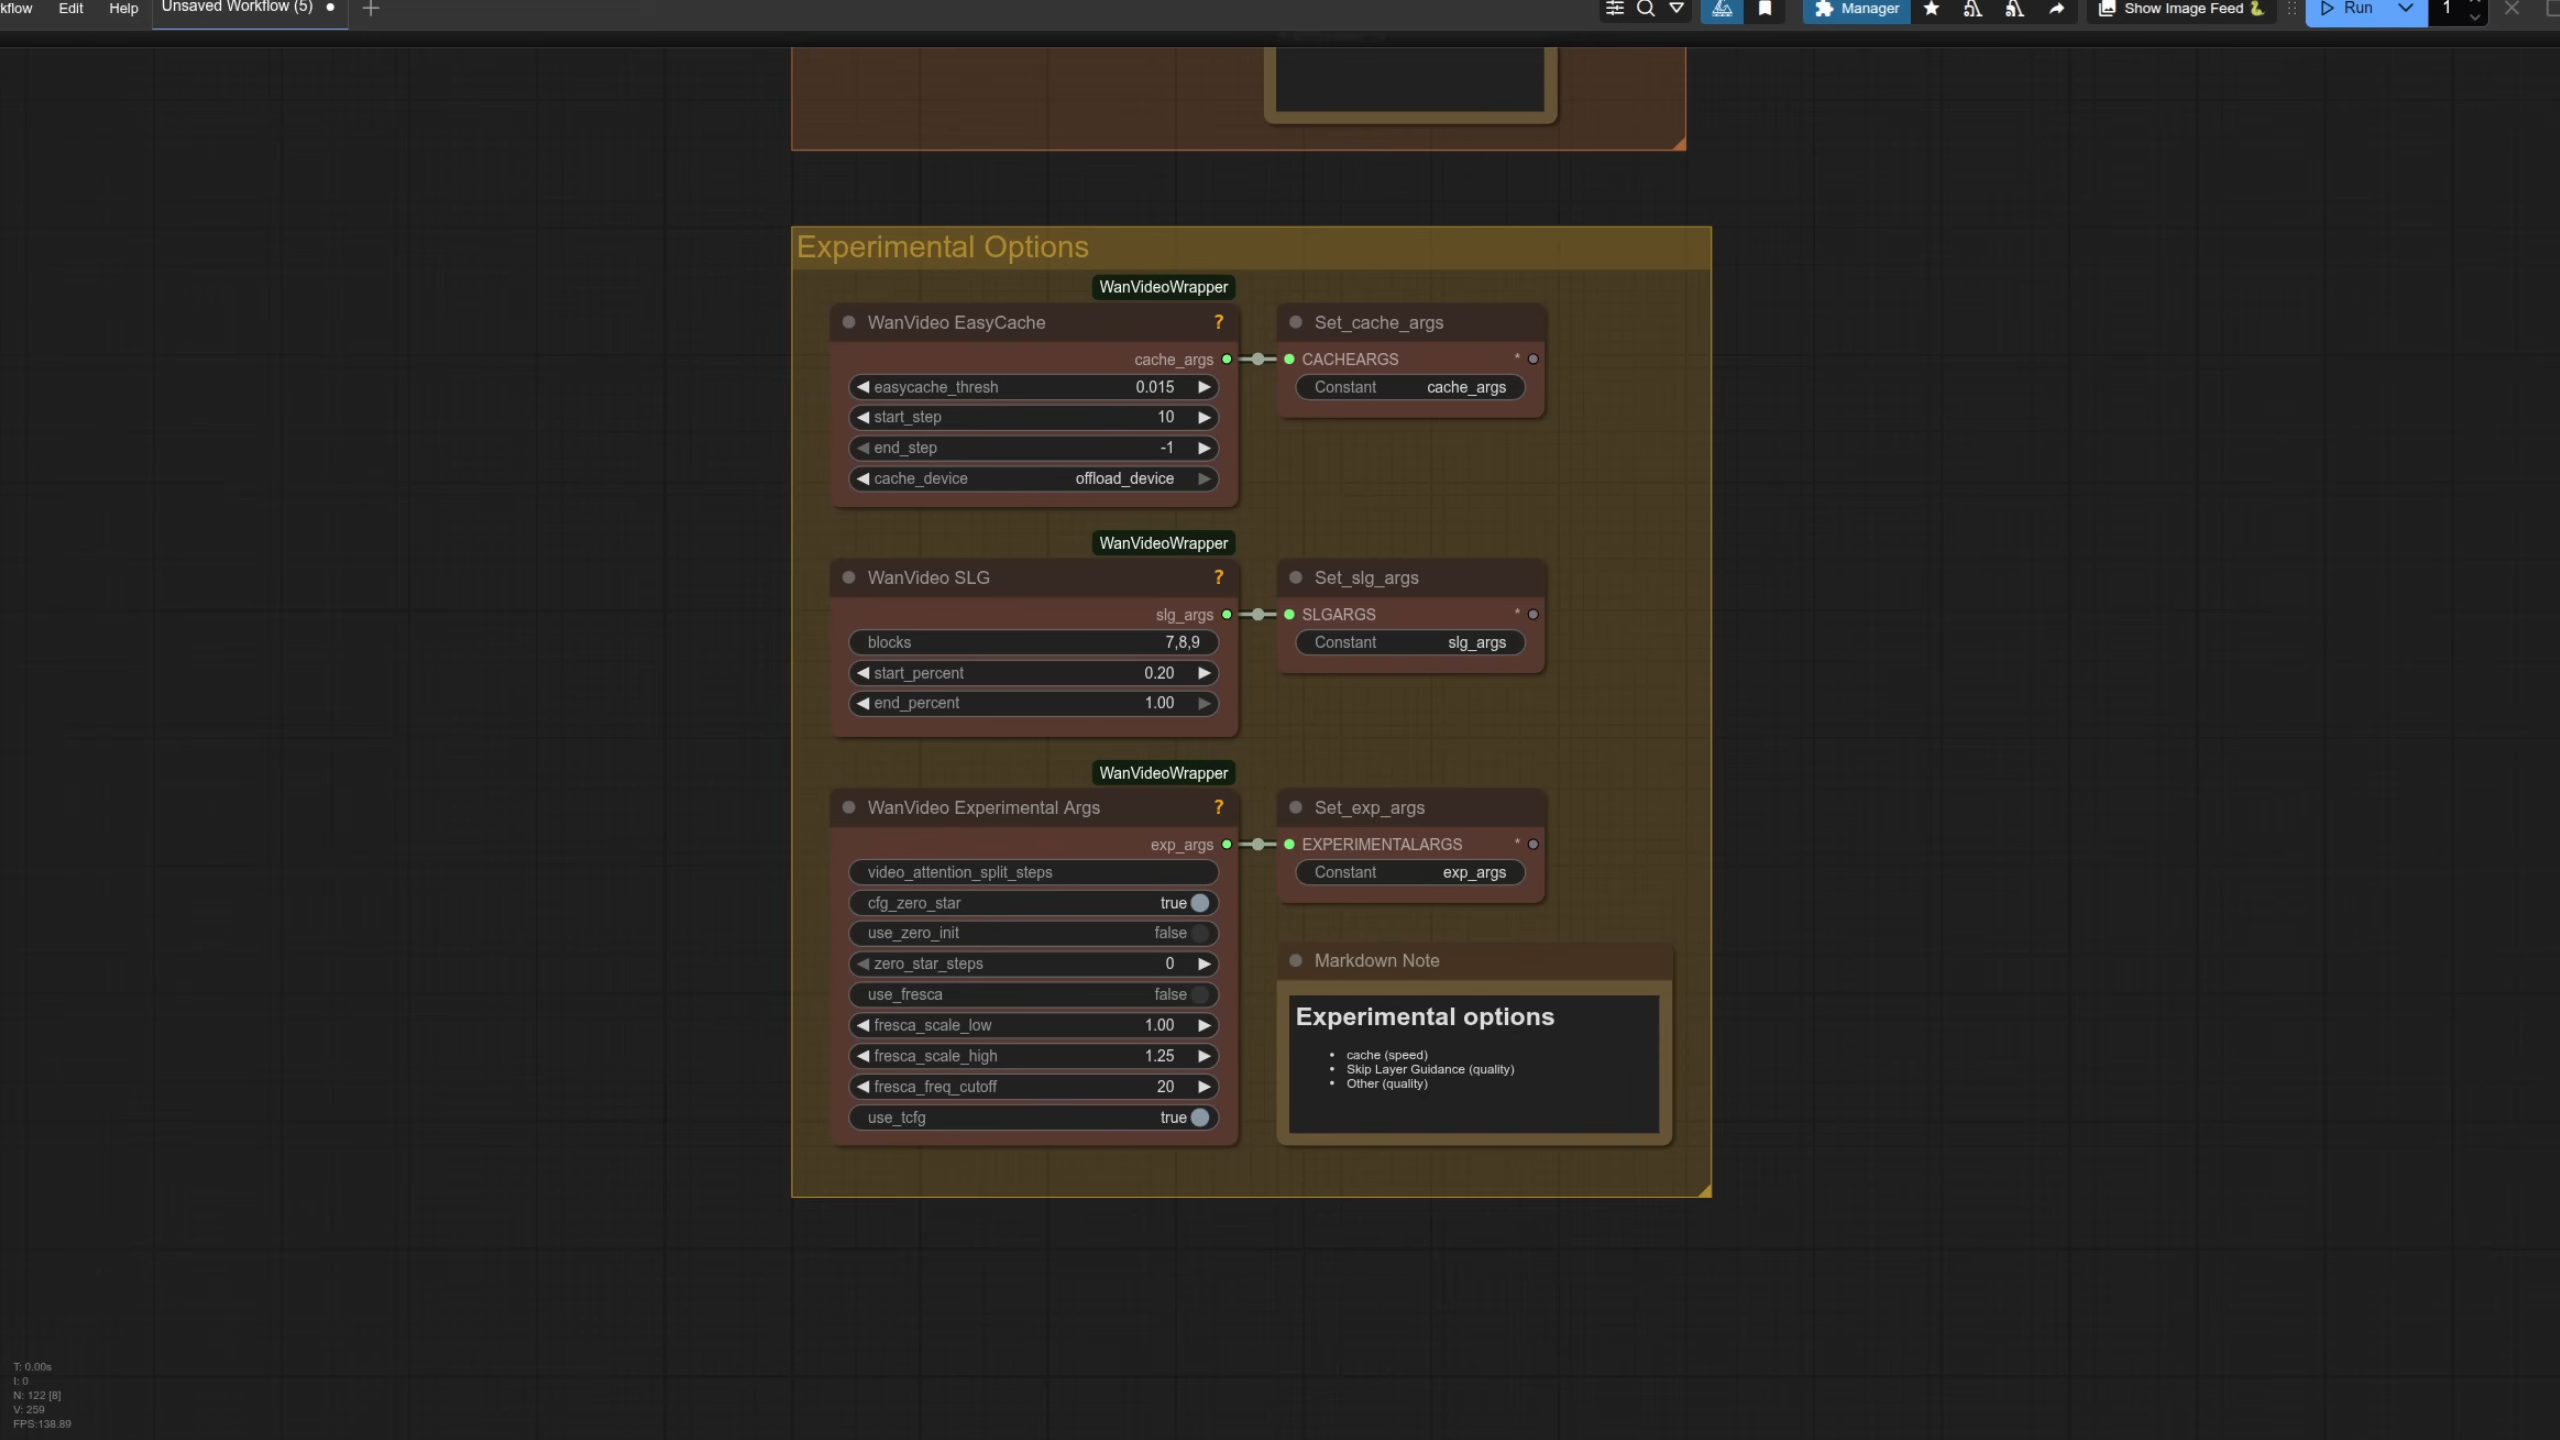 kflow Edit Help Unsaved Workflow (5)
Manager Show Image Feed Run 1
Experimental Options
WanVideoWrapper
WanVideo EasyCache ?
cache_args
easycache_thresh 0.015
start_step 10
end_step -1
cache_device offload_device
Set_cache_args
CACHEARGS *
Constant cache_args
WanVideoWrapper
WanVideo SLG ?
slg_args
blocks 7,8,9
start_percent 0.20
end_percent 1.00
Set_slg_args
SLGARGS *
Constant slg_args
WanVideoWrapper
WanVideo Experimental Args ?
exp_args
video_attention_split_steps
cfg_zero_star true
use_zero_init false
zero_star_steps 0
use_fresca false
fresca_scale_low 1.00
fresca_scale_high 1.25
fresca_freq_cutoff 20
use_tcfg true
Set_exp_args
EXPERIMENTALARGS *
Constant exp_args
Markdown Note
Experimental options
• cache (speed)
• Skip Layer Guidance (quality)
• Other (quality)
T: 0.00s
I: 0
N: 122 [8]
V: 259
FPS:138.89